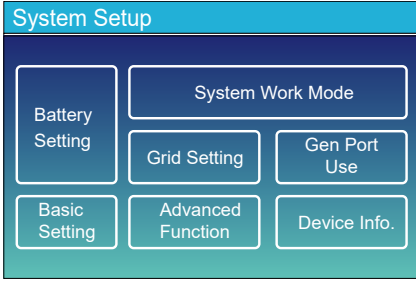 System Setup
Battery
Setting
System Work Mode
Grid Setting
Gen Port
Use
Basic
Setting
Advanced
Function
Device Info.